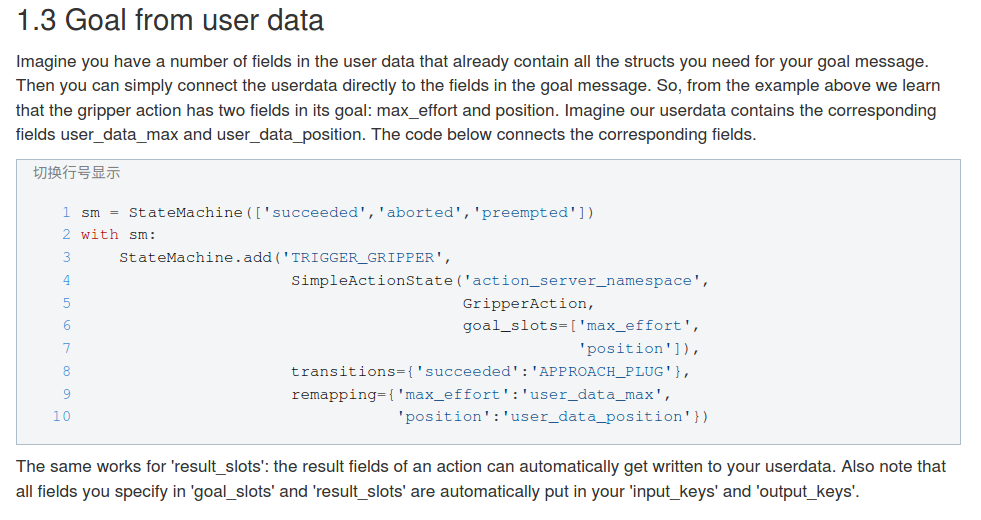 1.3 Goal from user data
Imagine you have a number of fields in the user data that already contain all the structs you need for your goal message.
Then you can simply connect the userdata directly to the fields in the goal message. So, from the example above we learn
that the gripper action has two fields in its goal: max_effort and position. Imagine our userdata contains the corresponding
fields user_data_max and user_data_position. The code below connects the corresponding fields.
切换行号显示
1 sm = StateMachine(['succeeded','aborted','preempted'])
2 with sm:
3     StateMachine.add('TRIGGER_GRIPPER',
4                       SimpleActionState('action_server_namespace',
5                                         GripperAction,
6                                         goal_slots=['max_effort',
7                                                     'position']),
8                       transitions={'succeeded':'APPROACH_PLUG'},
9                       remapping={'max_effort':'user_data_max',
10                                 'position':'user_data_position'})
The same works for 'result_slots': the result fields of an action can automatically get written to your userdata. Also note that
all fields you specify in 'goal_slots' and 'result_slots' are automatically put in your 'input_keys' and 'output_keys'.